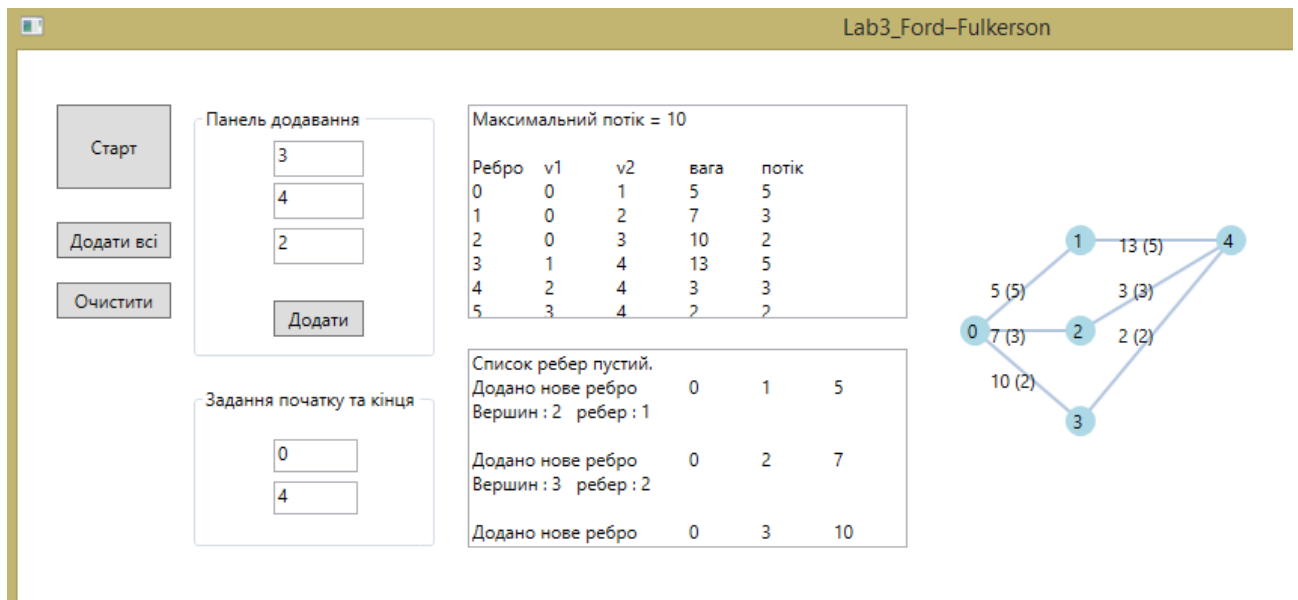 Lab3_Ford–Fulkerson
Старт
Додати всі
Очистити
Панель додавання
3
4
2
Додати
Задання початку та кінця
0
4
Максимальний потік = 10
Ребро v1 v2 вага потік
0 0 1 5 5
1 0 2 7 3
2 0 3 10 2
3 1 4 13 5
4 2 4 3 3
5 3 4 2 2
Список ребер пустий.
Додано нове ребро 0 1 5
Вершин : 2 ребер : 1
Додано нове ребро 0 2 7
Вершин : 3 ребер : 2
Додано нове ребро 0 3 10
1 13 (5) 4
5 (5) 3 (3)
0 7 (3) 2 2 (2)
10 (2)
3